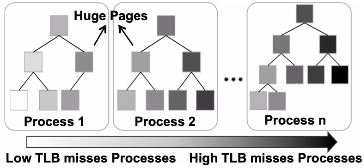 Huge Pages
Process 1
Process 2
...
Process n
Low TLB misses Processes
High TLB misses Processes